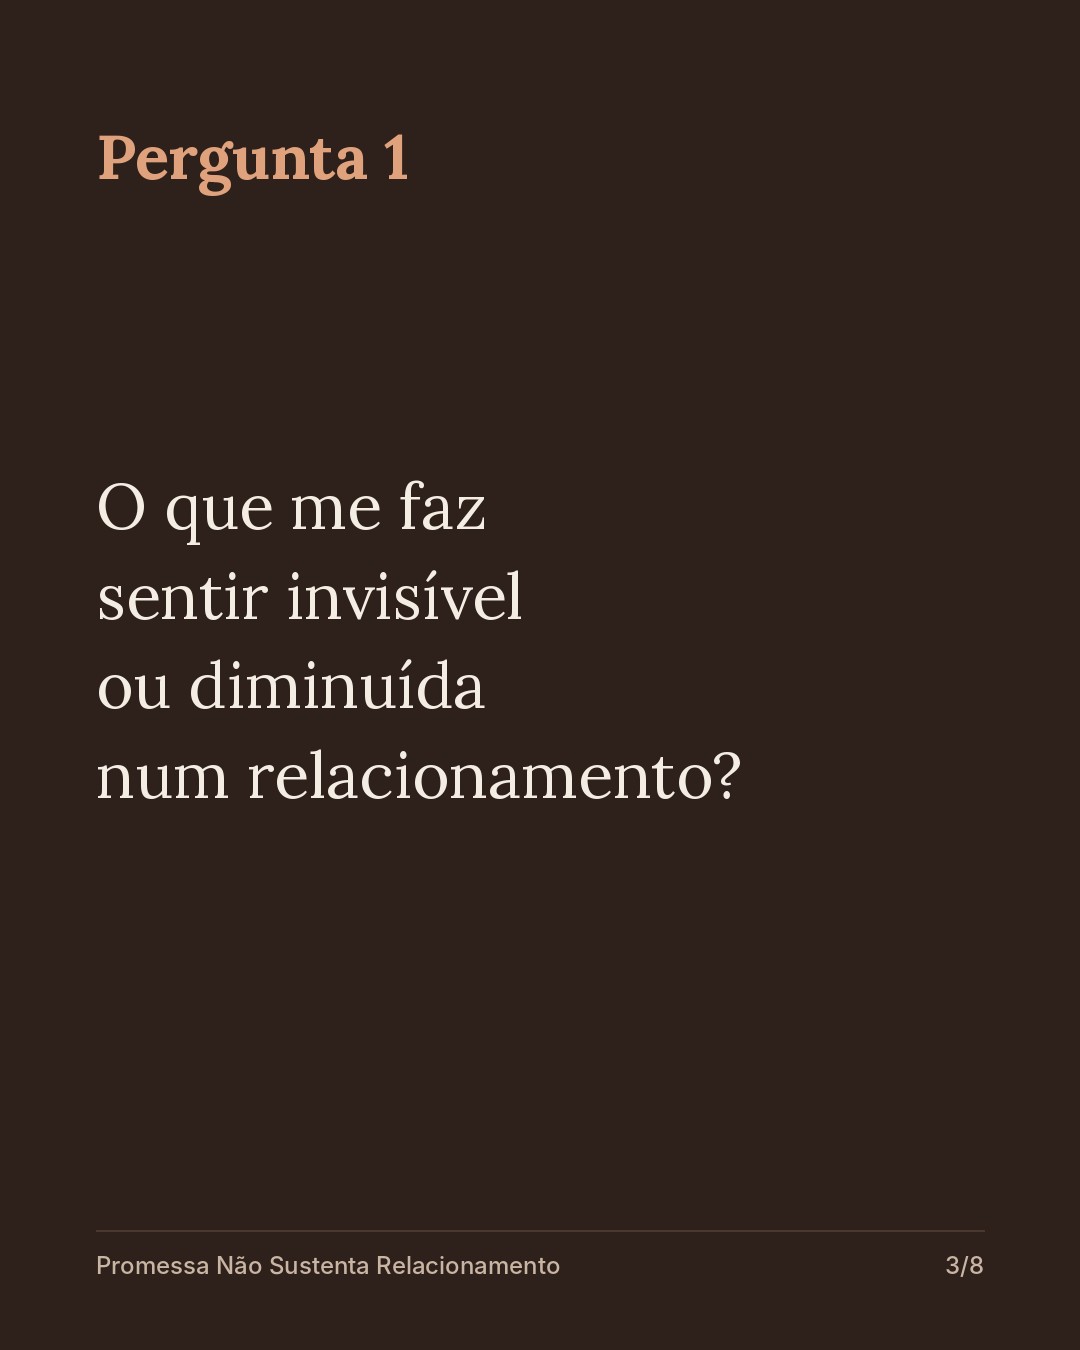 Pergunta 1
O que me faz
sentir invisível
ou diminuída
num relacionamento?
Promessa Não Sustenta Relacionamento
3/8